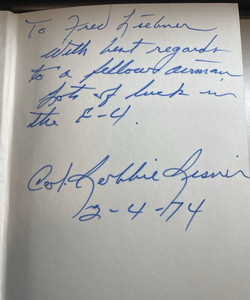 To Fred Liebner
With best regards
to a fellow airman
Lots of luck in
the F-4.
Col. Robbie Risner
2-4-74